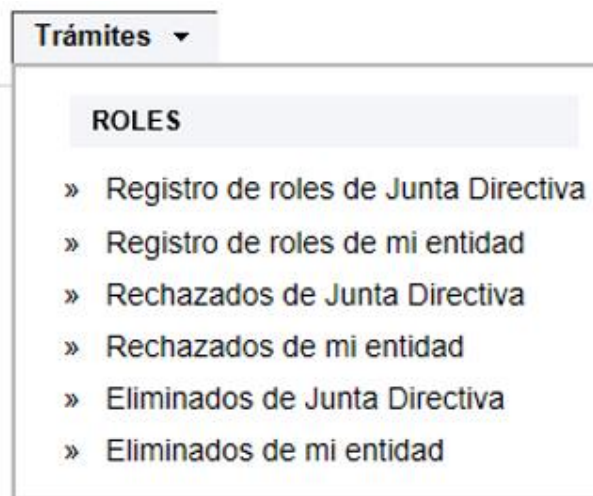 Trámites
ROLES
» Registro de roles de Junta Directiva
» Registro de roles de mi entidad
» Rechazados de Junta Directiva
» Rechazados de mi entidad
» Eliminados de Junta Directiva
» Eliminados de mi entidad